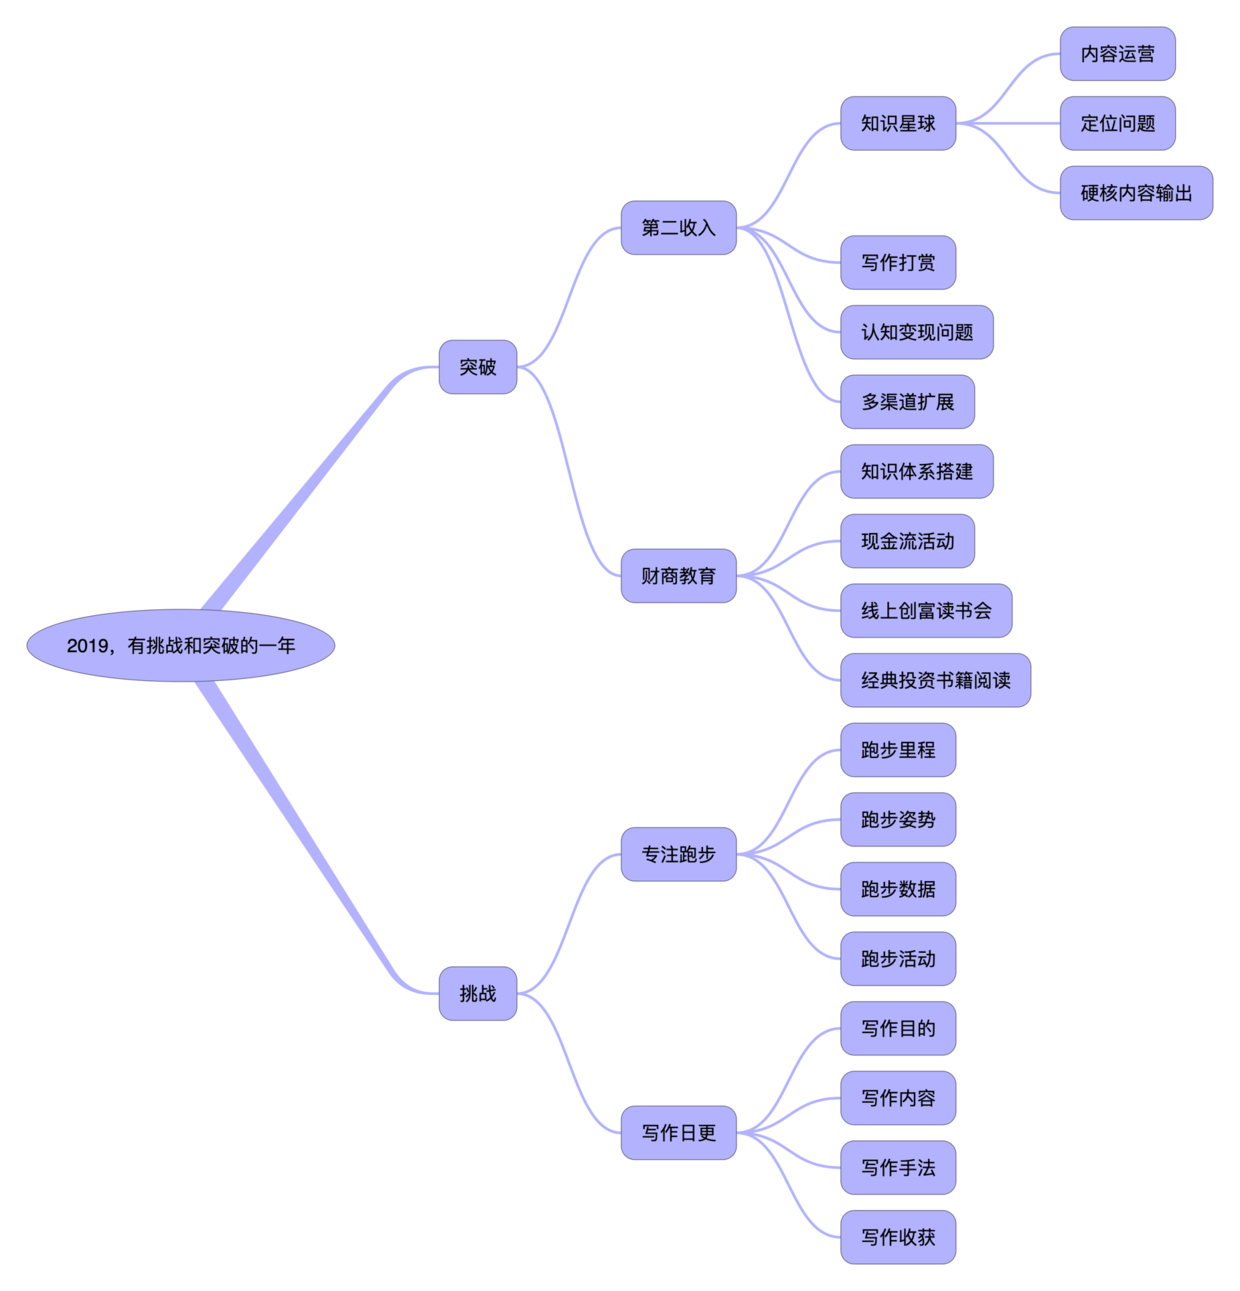 2019，有挑战和突破的一年
突破
第二收入
知识星球
内容运营
定位问题
硬核内容输出
写作打赏
认知变现问题
多渠道扩展
财商教育
知识体系搭建
现金流活动
线上创富读书会
经典投资书籍阅读
挑战
专注跑步
跑步里程
跑步姿势
跑步数据
跑步活动
写作日更
写作目的
写作内容
写作手法
写作收获